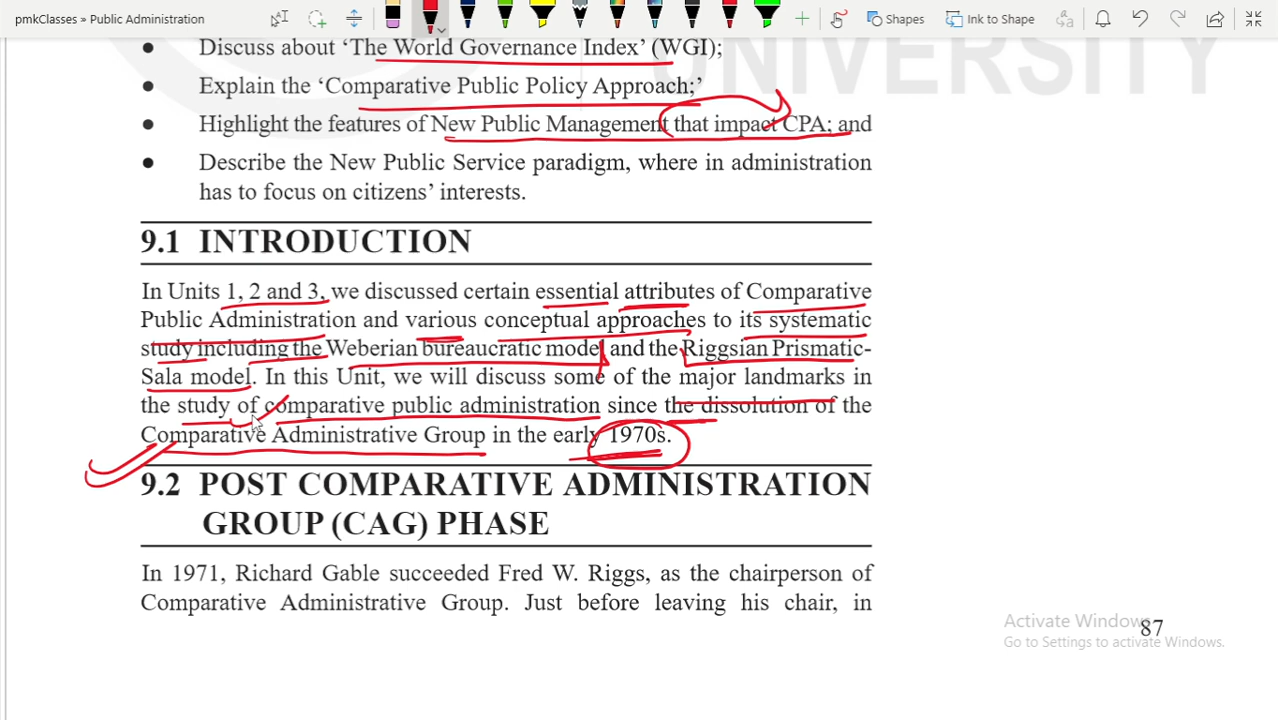 pmkClasses » Public Administration
Shapes
Ink to Shape
UNIVERSITY
• Discuss about ‘The World Governance Index’ (WGI);
• Explain the ‘Comparative Public Policy Approach;’
• Highlight the features of New Public Management that impact CPA; and
• Describe the New Public Service paradigm, where in administration
has to focus on citizens’ interests.
9.1 INTRODUCTION
In Units 1, 2 and 3, we discussed certain essential attributes of Comparative
Public Administration and various conceptual approaches to its systematic
study including the Weberian bureaucratic model and the Riggsian Prismatic-
Sala model. In this Unit, we will discuss some of the major landmarks in
the study of comparative public administration since the dissolution of the
Comparative Administrative Group in the early 1970s.
9.2 POST COMPARATIVE ADMINISTRATION
GROUP (CAG) PHASE
In 1971, Richard Gable succeeded Fred W. Riggs, as the chairperson of
Comparative Administrative Group. Just before leaving his chair, in
Activate Windows
87
Go to Settings to activate Windows.